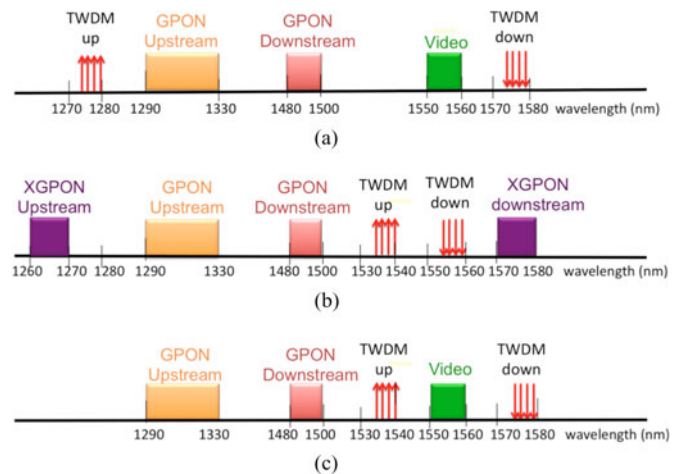 TWDM
up
GPON
Upstream
GPON
Downstream
Video
TWDM
down
1270 1280 1290 1330 1480 1500 1550 1560 1570 1580 wavelength (nm)
(a)
XGPON
Upstream
GPON
Upstream
GPON
Downstream
TWDM
up
TWDM
down
XGPON
downstream
1260 1270 1280 1290 1330 1480 1500 1530 1540 1550 1560 1570 1580 wavelength (nm)
(b)
GPON
Upstream
GPON
Downstream
TWDM
up
Video
TWDM
down
1290 1330 1480 1500 1530 1540 1550 1560 1570 1580 wavelength (nm)
(c)